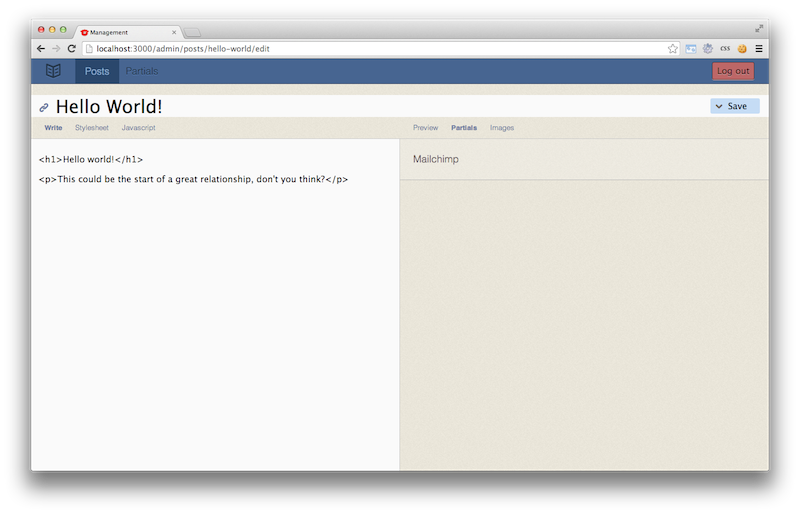 Management
localhost:3000/admin/posts/hello-world/edit
CSS
Posts Partials Log out
Hello World! Save
Write Stylesheet Javascript Preview Partials Images
<h1>Hello world!</h1>
Mailchimp
<p>This could be the start of a great relationship, don't you think?</p>